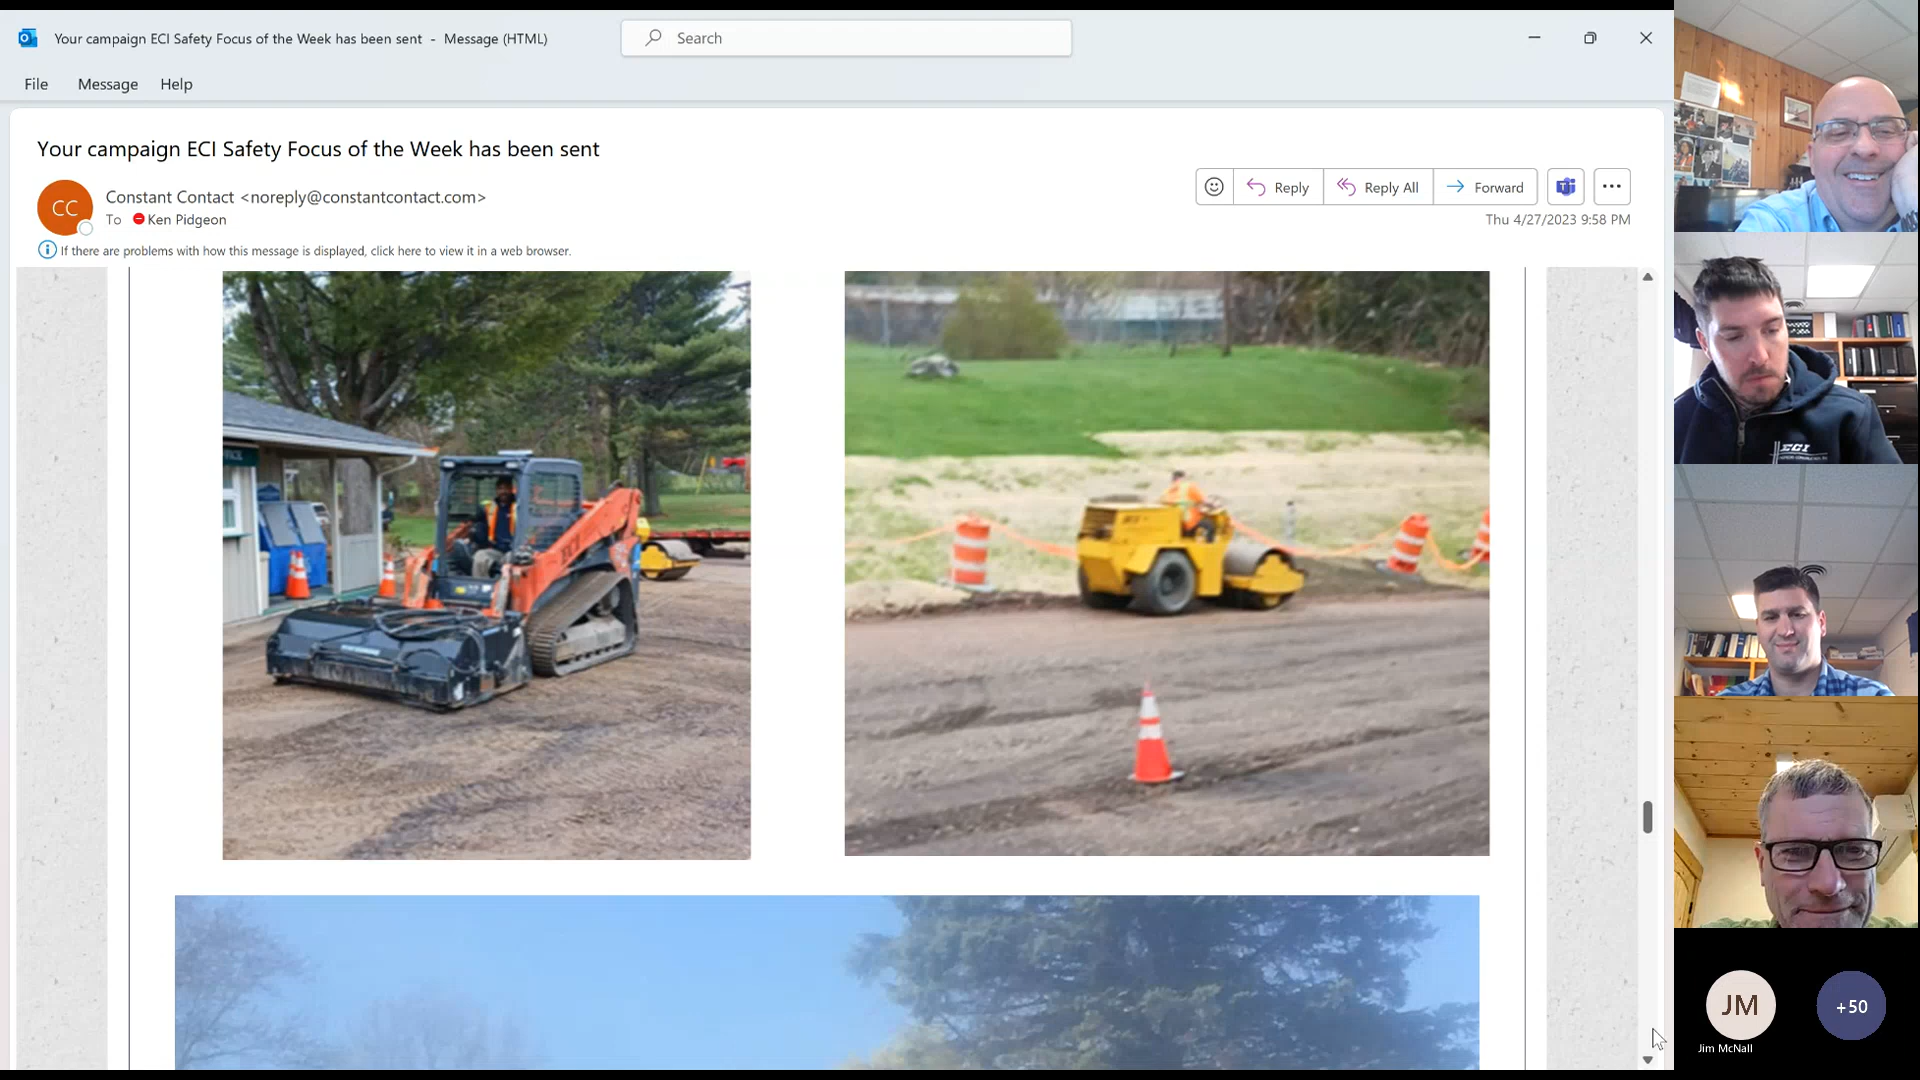 Your campaign ECI Safety Focus of the Week has been sent - Message (HTML)
Search
File Message Help
Your campaign ECI Safety Focus of the Week has been sent
CC
Constant Contact <noreply@constantcontact.com>
To Ken Pidgeon
Reply
Reply All
Forward
Thu 4/27/2023 9:58 PM
If there are problems with how this message is displayed, click here to view it in a web browser.
ECI
JM
+50
Jim McNall